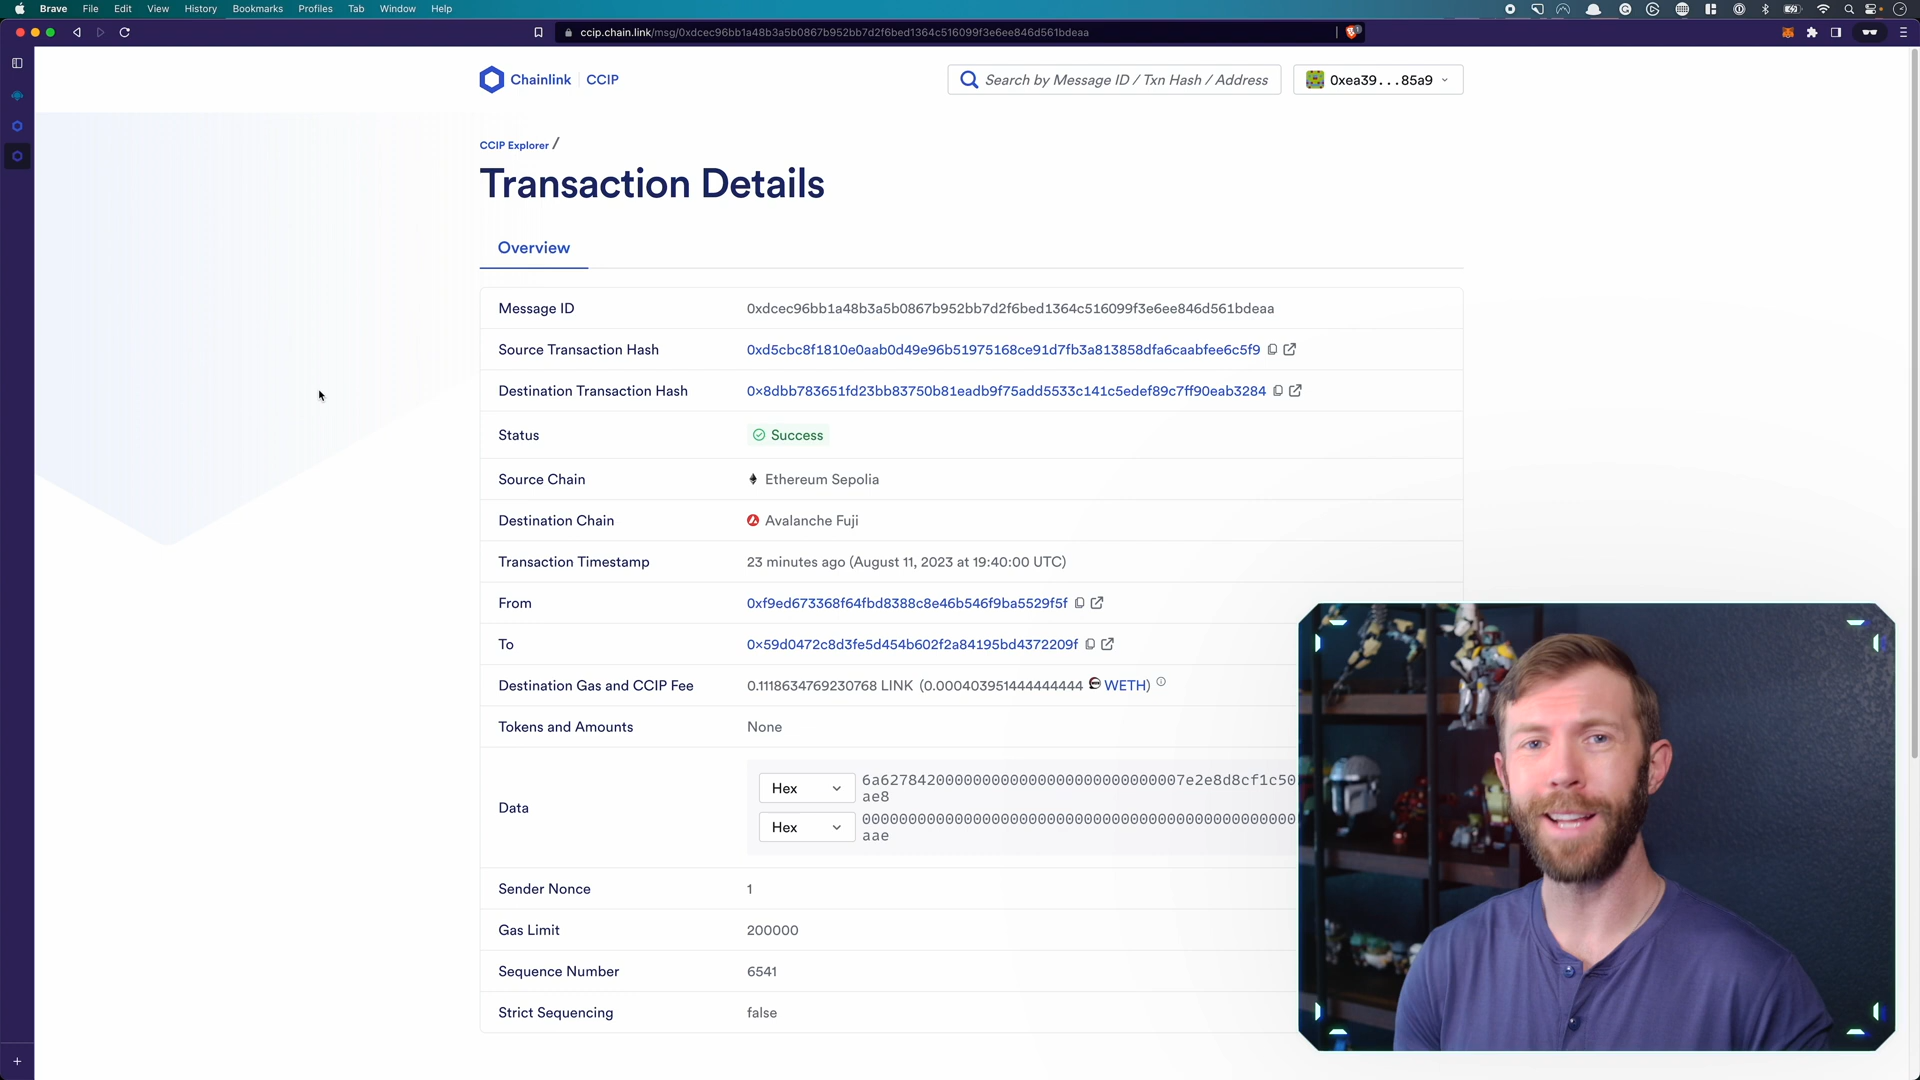 Brave File Edit View History Bookmarks Profiles Tab Window Help
ccip.chain.link/msg/0xdcec96bb1a48b3a5b0867b952bb7d2f6bed1364c516099f3e6ee846d561bdeaa
Chainlink CCIP
Search by Message ID / Txn Hash / Address
0xea39...85a9
CCIP Explorer /
Transaction Details
Overview
Message ID 0xdcec96bb1a48b3a5b0867b952bb7d2f6bed1364c516099f3e6ee846d561bdeaa
Source Transaction Hash 0xd5cbc8f1810e0aab0d49e96b51975168ce91d7fb3a813858dfa6caabfee6c5f9
Destination Transaction Hash 0x8dbb783651fd23bb83750b81eadb9f75add5533c141c5edef89c7ff90eab3284
Status Success
Source Chain Ethereum Sepolia
Destination Chain Avalanche Fuji
Transaction Timestamp 23 minutes ago (August 11, 2023 at 19:40:00 UTC)
From 0xf9ed673368f64fbd8388c8e46b546f9ba5529f5f
To 0x59d0472c8d3fe5d454b602f2a84195bd4372209f
Destination Gas and CCIP Fee 0.1118634769230768 LINK (0.000403951444444444 WETH)
Tokens and Amounts None
Data
Hex 6a6278420000000000000000000000007e2e8d8cf1c50
ae8
Hex 000000000000000000000000000000000000000000000
aae
Sender Nonce 1
Gas Limit 200000
Sequence Number 6541
Strict Sequencing false